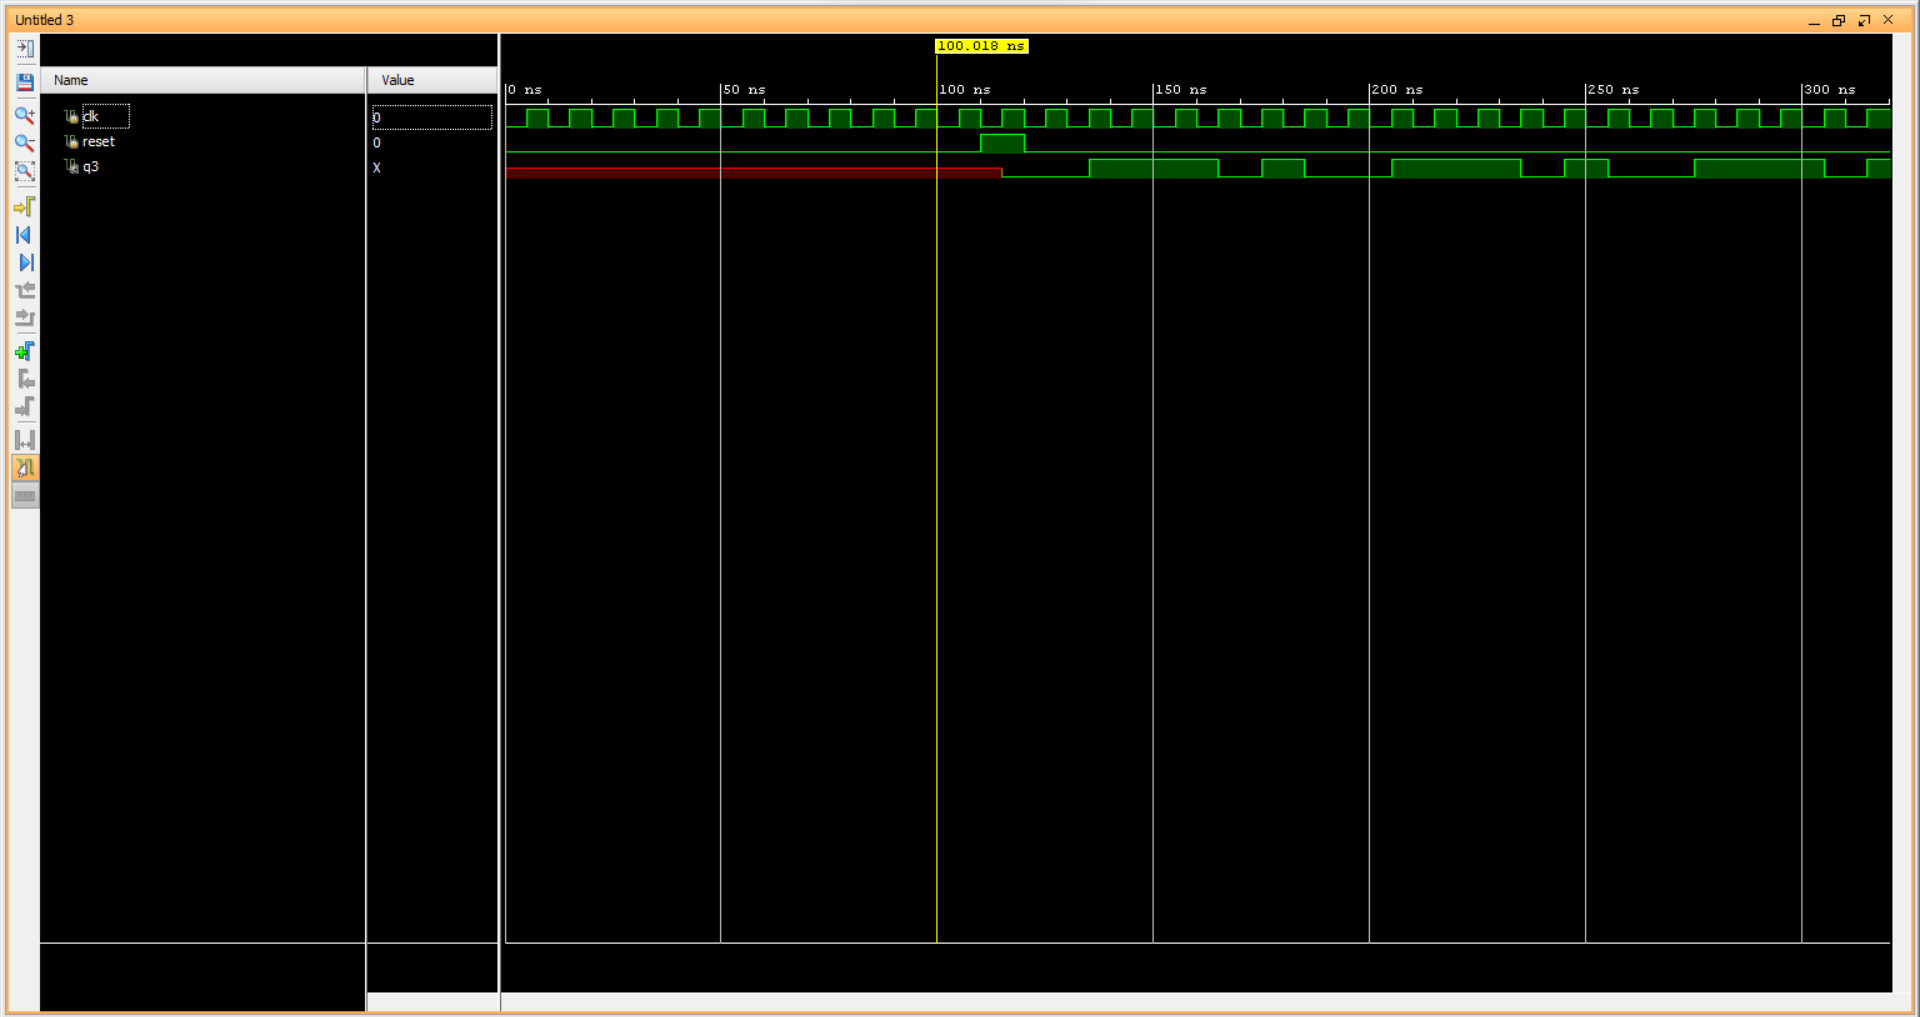 Untitled 3
100.018 ns
Name
Value
0 ns
50 ns
100 ns
150 ns
200 ns
250 ns
300 ns
clk
0
reset
0
q3
X